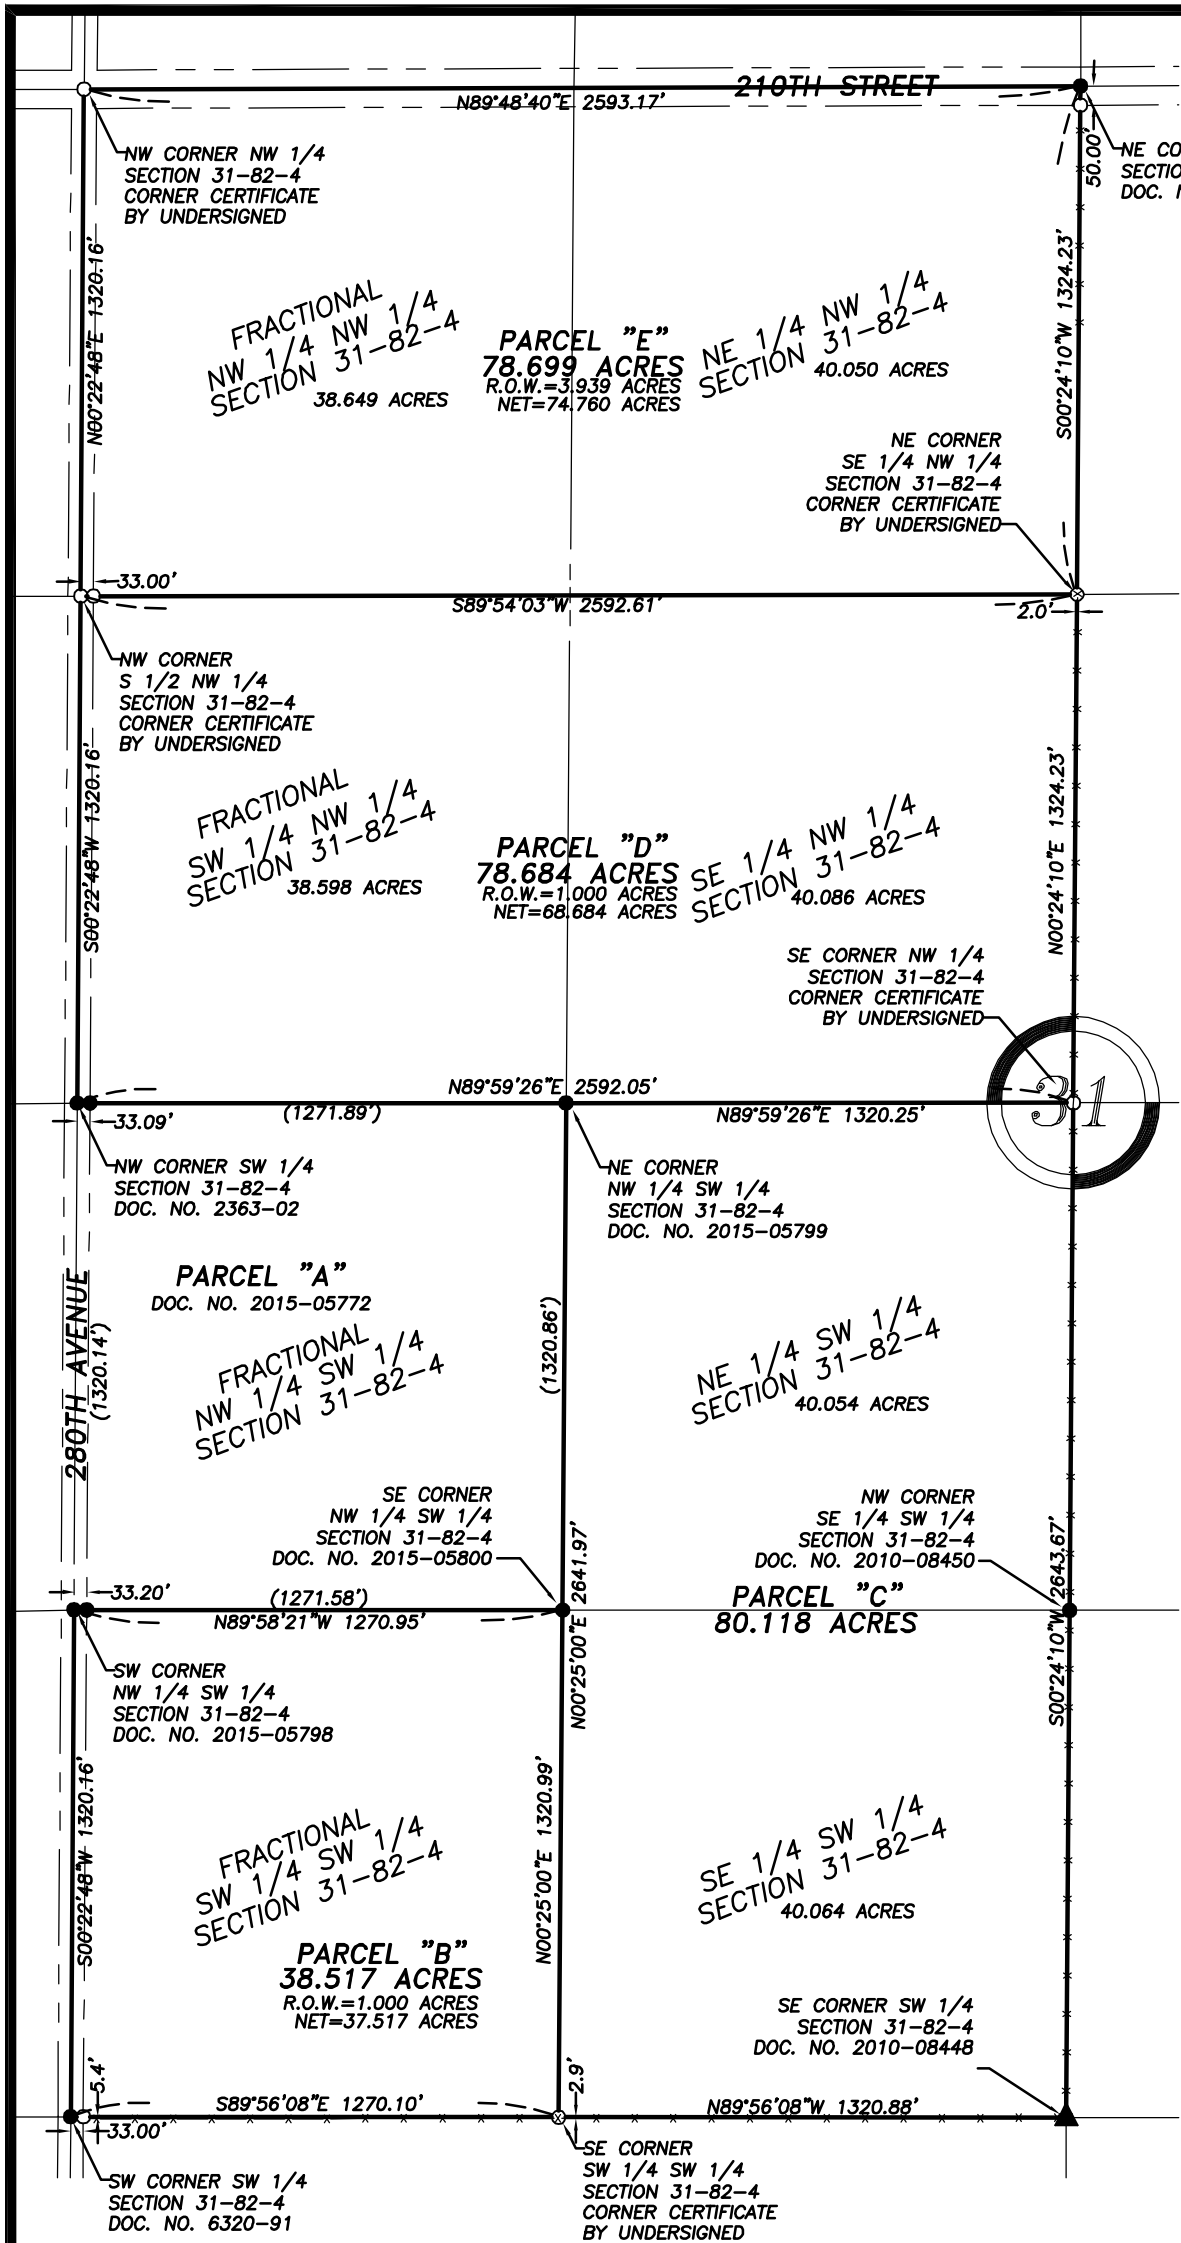 210TH STREET
N89°48'40"E 2593.17'
NW CORNER NW 1/4
SECTION 31-82-4
CORNER CERTIFICATE
BY UNDERSIGNED
50.00'
NE CO
SECTIO
DOC.
N00°22'48"E 1320.16'
S00°24'10"W 1324.23'
FRACTIONAL
NW 1/4 NW 1/4
SECTION 31-82-4
38.649 ACRES
PARCEL "E"
78.699 ACRES
R.O.W.=3.939 ACRES
NET=74.760 ACRES
NE 1/4 NW 1/4
SECTION 31-82-4
40.050 ACRES
NE CORNER
SE 1/4 NW 1/4
SECTION 31-82-4
CORNER CERTIFICATE
BY UNDERSIGNED
33.00'
S89°54'03"W 2592.61'
2.0'
NW CORNER
S 1/2 NW 1/4
SECTION 31-82-4
CORNER CERTIFICATE
BY UNDERSIGNED
S00°22'48"W 1320.16'
N00°24'10"E 1324.23'
FRACTIONAL
SW 1/4 NW 1/4
SECTION 31-82-4
38.598 ACRES
PARCEL "D"
78.684 ACRES
R.O.W.=1.000 ACRES
NET=68.684 ACRES
SE 1/4 NW 1/4
SECTION 31-82-4
40.086 ACRES
SE CORNER NW 1/4
SECTION 31-82-4
CORNER CERTIFICATE
BY UNDERSIGNED
31
N89°59'26"E 2592.05'
(1271.89')
N89°59'26"E 1320.25'
33.09'
NW CORNER SW 1/4
SECTION 31-82-4
DOC. NO. 2363-02
NE CORNER
NW 1/4 SW 1/4
SECTION 31-82-4
DOC. NO. 2015-05799
PARCEL "A"
DOC. NO. 2015-05772
280TH AVENUE
(1320.14')
(1320.86')
FRACTIONAL
NW 1/4 SW 1/4
SECTION 31-82-4
NE 1/4 SW 1/4
SECTION 31-82-4
40.054 ACRES
SE CORNER
NW 1/4 SW 1/4
SECTION 31-82-4
DOC. NO. 2015-05800
NW CORNER
SE 1/4 SW 1/4
SECTION 31-82-4
DOC. NO. 2010-08450
33.20'
(1271.58')
N89°58'21"W 1270.95'
N00°25'00"E 2641.97'
PARCEL "C"
80.118 ACRES
S00°24'10"W 2643.67'
SW CORNER
NW 1/4 SW 1/4
SECTION 31-82-4
DOC. NO. 2015-05798
S00°22'48"W 1320.16'
N00°25'00"E 1320.99'
FRACTIONAL
SW 1/4 SW 1/4
SECTION 31-82-4
SE 1/4 SW 1/4
SECTION 31-82-4
40.064 ACRES
PARCEL "B"
38.517 ACRES
R.O.W.=1.000 ACRES
NET=37.517 ACRES
SE CORNER SW 1/4
SECTION 31-82-4
DOC. NO. 2010-08448
5.4'
S89°56'08"E 1270.10'
2.9'
N89°56'08"W 1320.88'
33.00'
SW CORNER SW 1/4
SECTION 31-82-4
DOC. NO. 6320-91
SE CORNER
SW 1/4 SW 1/4
SECTION 31-82-4
CORNER CERTIFICATE
BY UNDERSIGNED